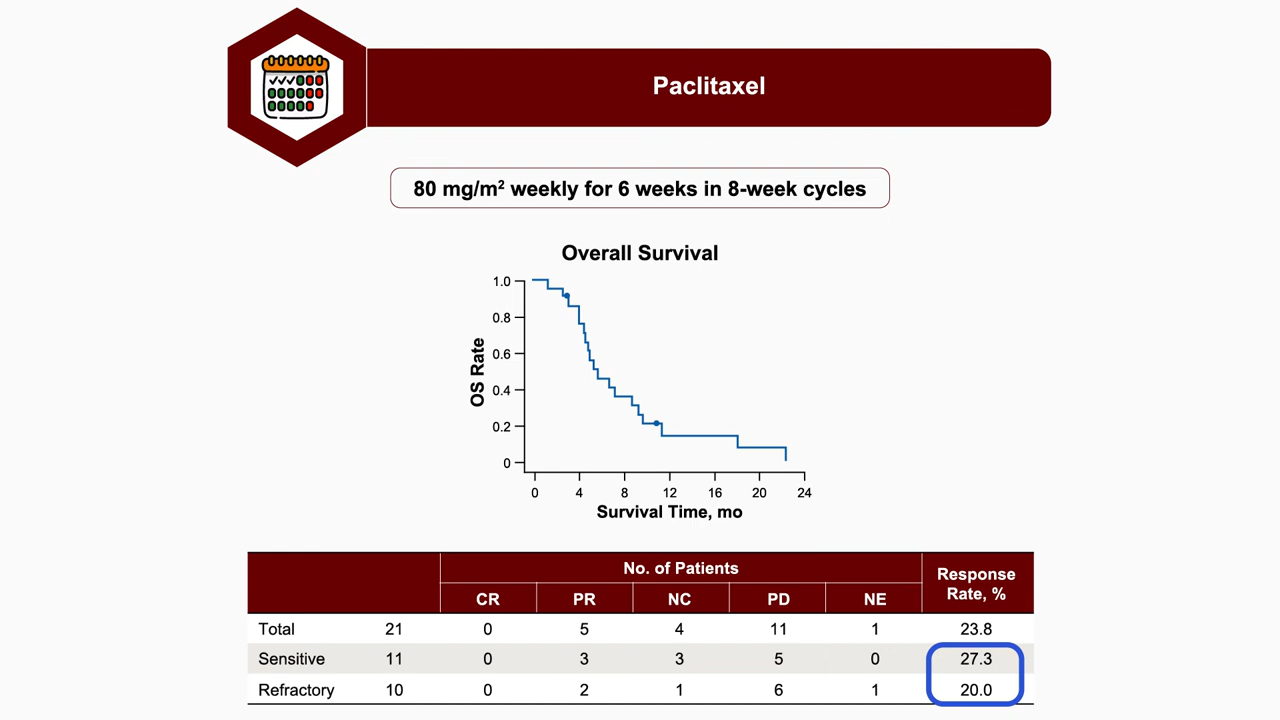 Paclitaxel
80 mg/m² weekly for 6 weeks in 8-week cycles
Overall Survival
1.0
0.8
0.6
0.4
0.2
0
OS Rate
0 4 8 12 16 20 24
Survival Time, mo
No. of Patients Response Rate, %
CR PR NC PD NE
Total 21 0 5 4 11 1 23.8
Sensitive 11 0 3 3 5 0 27.3
Refractory 10 0 2 1 6 1 20.0